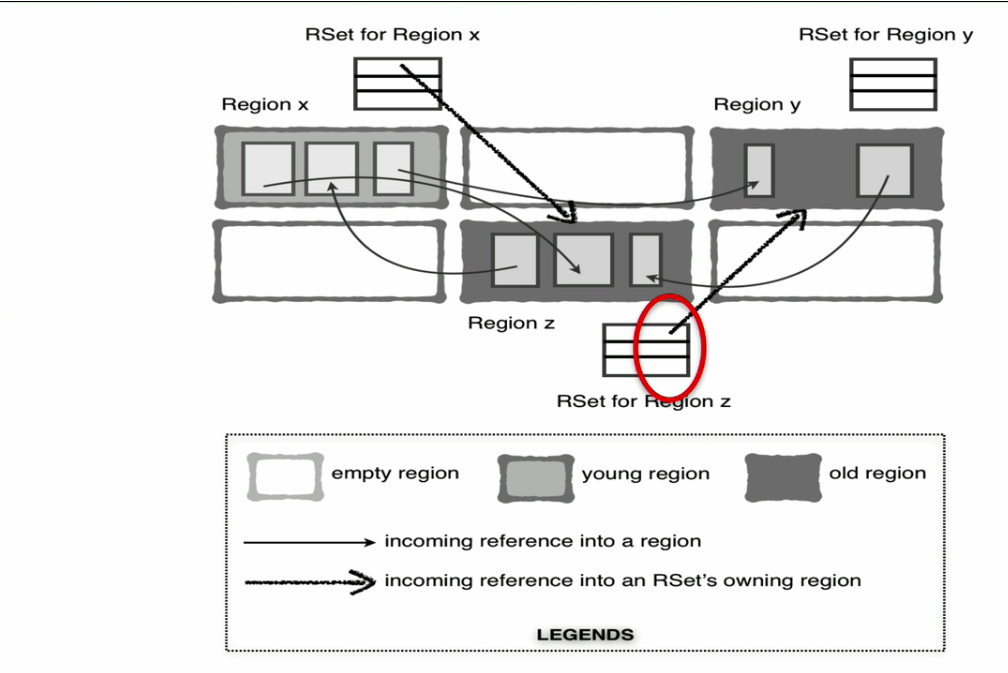 RSet for Region x
RSet for Region y
Region x
Region y
Region z
RSet for Region z
empty region
young region
old region
incoming reference into a region
incoming reference into an RSet's owning region
LEGENDS